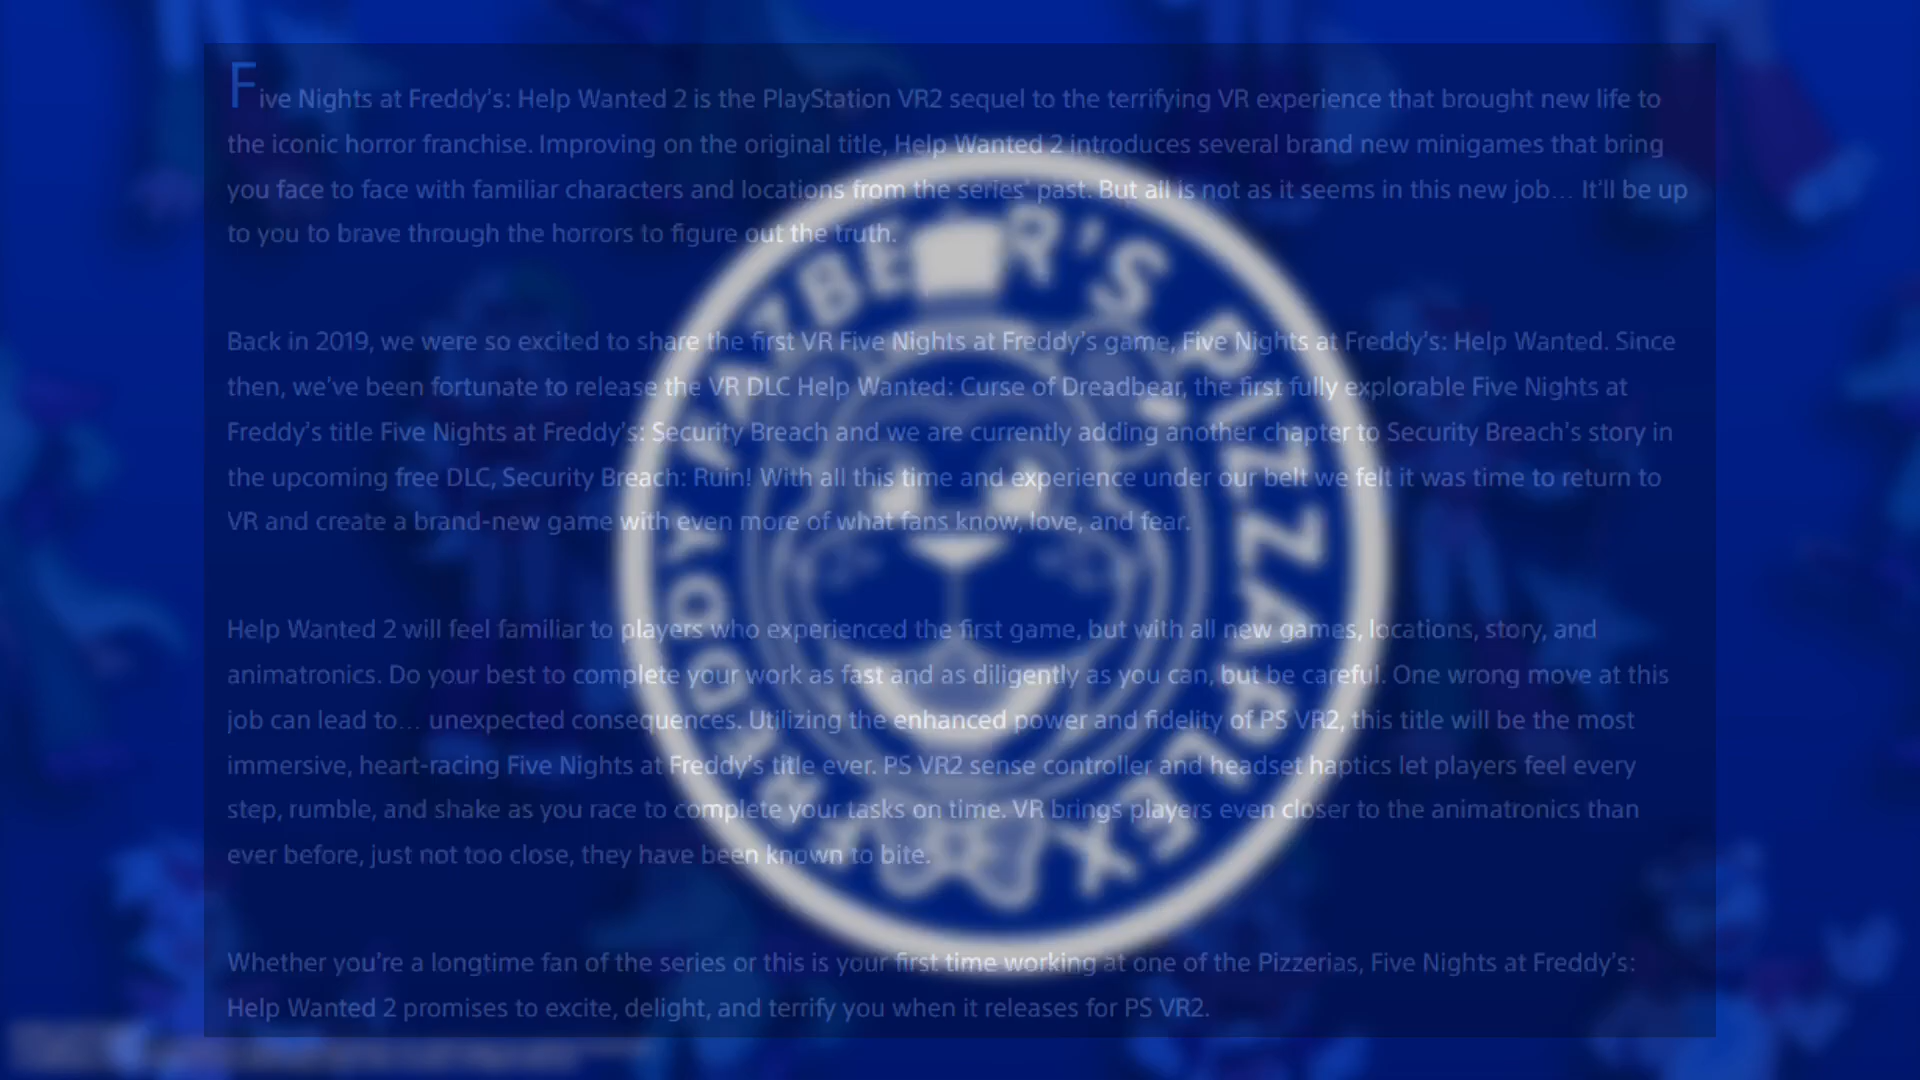 Five Nights at Freddy's: Help Wanted 2 is the PlayStation VR2 sequel to the terrifying VR experience that brought new life to
the iconic horror franchise. Improving on the original title, Help Wanted 2 introduces several brand new minigames that bring
you face to face with familiar characters and locations from the series' past. But all is not as it seems in this new job… It'll be up
to you to brave through the horrors to figure out the truth.
Back in 2019, we were so excited to share the first VR Five Nights at Freddy's game, Five Nights at Freddy's: Help Wanted. Since
then, we've been fortunate to release the VR DLC Help Wanted: Curse of Dreadbear, the first fully explorable Five Nights at
Freddy's title Five Nights at Freddy's: Security Breach and we are currently adding another chapter to Security Breach's story in
the upcoming free DLC, Security Breach: Ruin! With all this time and experience under our belt we felt it was time to return to
VR and create a brand-new game with even more of what fans know, love, and fear.
Help Wanted 2 will feel familiar to players who experienced the first game, but with all new games, locations, story, and
animatronics. Do your best to complete your work as fast and as diligently as you can, but be careful. One wrong move at this
job can lead to… unexpected consequences. Utilizing the enhanced power and fidelity of PS VR2, this title will be the most
immersive, heart-racing Five Nights at Freddy's title ever. PS VR2 sense controller and headset haptics let players feel every
step, rumble, and shake as you race to complete your tasks on time. VR brings players even closer to the animatronics than
ever before, just not too close, they have been known to bite.
Whether you're a longtime fan of the series or this is your first time working at one of the Pizzerias, Five Nights at Freddy's:
Help Wanted 2 promises to excite, delight, and terrify you when it releases for PS VR2.
FREDDY FAZBEAR'S PIZZAPLEX